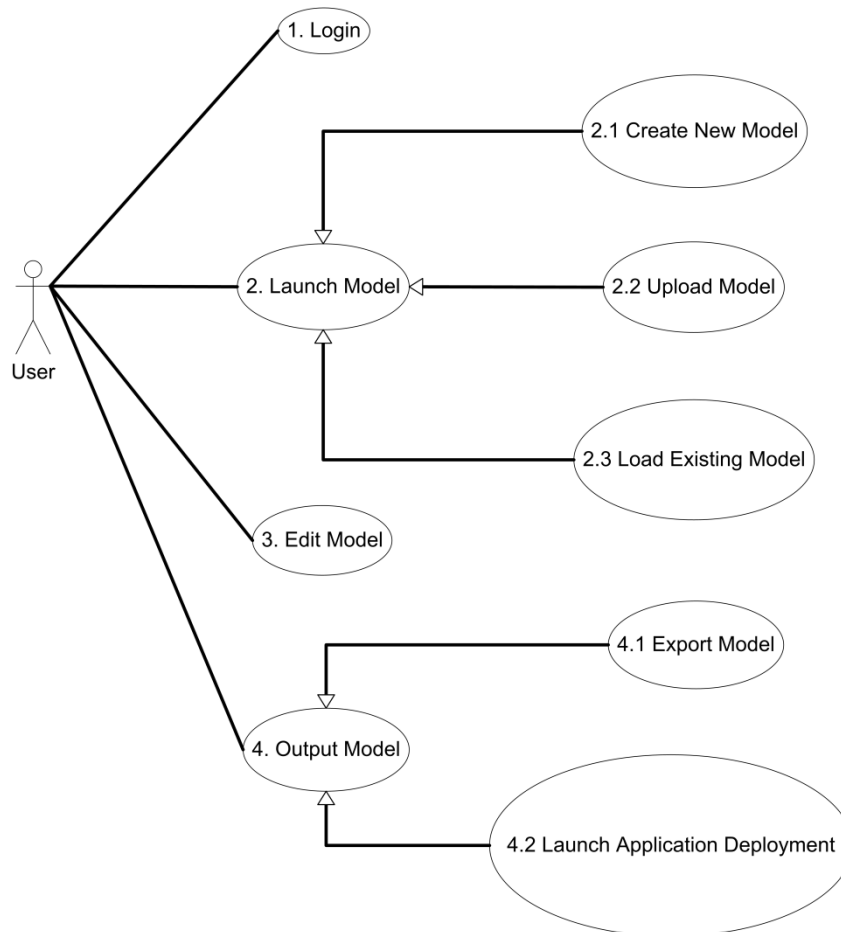 1. Login
2.1 Create New Model
2. Launch Model
2.2 Upload Model
User
2.3 Load Existing Model
3. Edit Model
4.1 Export Model
4. Output Model
4.2 Launch Application Deployment